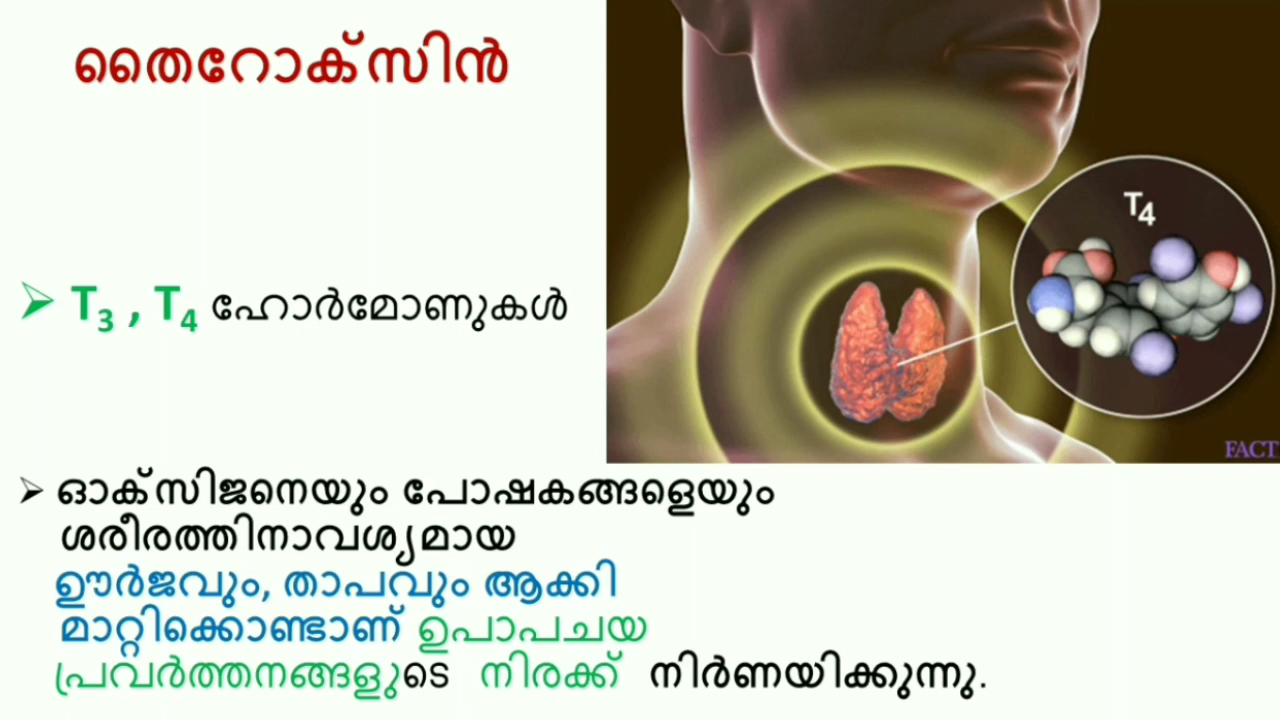 തൈറോക്സിൻ
T₄
➢ T₃ , T₄ ഹോർമോണുകൾ
FACT
➢ ഓക്സിജനെയും പോഷകങ്ങളെയും
ശരീരത്തിനാവശ്യമായ
ഊർജവും, താപവും ആക്കി
മാറ്റിക്കൊണ്ടാണ് ഉപാപചയ
പ്രവർത്തനങ്ങളുടെ നിരക്ക് നിർണയിക്കുന്നു.